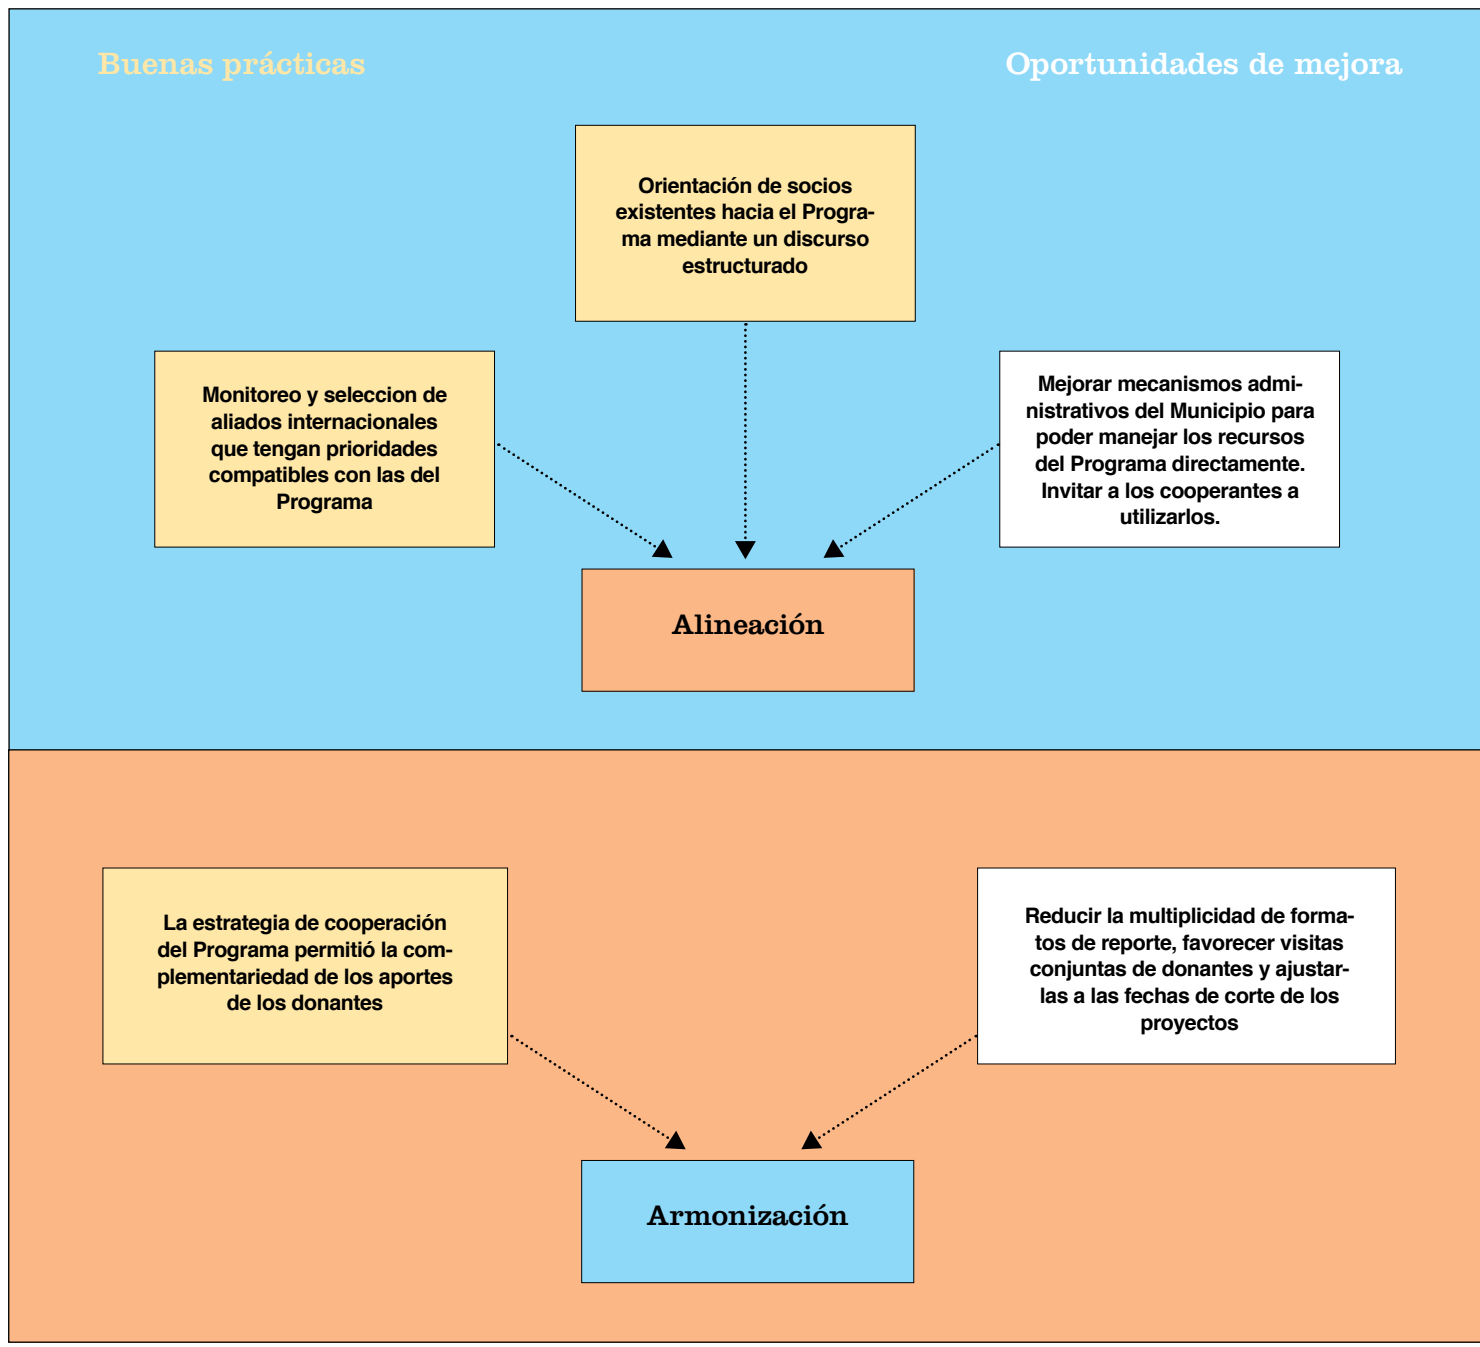 Buenas prácticas
Oportunidades de mejora
Orientación de socios
existentes hacia el Progra-
ma mediante un discurso
estructurado
Monitoreo y seleccion de
aliados internacionales
que tengan prioridades
compatibles con las del
Programa
Mejorar mecanismos admi-
nistrativos del Municipio para
poder manejar los recursos
del Programa directamente.
Invitar a los cooperantes a
utilizarlos.
Alineación
La estrategia de cooperación
del Programa permitió la com-
plementariedad de los aportes
de los donantes
Reducir la multiplicidad de forma-
tos de reporte, favorecer visitas
conjuntas de donantes y ajustar-
las a las fechas de corte de los
proyectos
Armonización